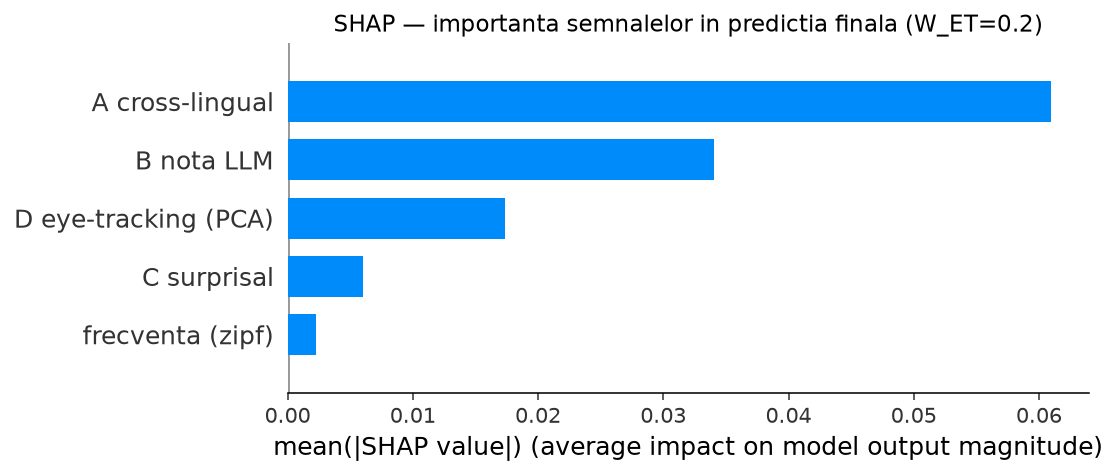 SHAP — importanta semnalelor in predictia finala (W_ET=0.2)
A cross-lingual
B nota LLM
D eye-tracking (PCA)
C surprisal
frecventa (zipf)
0.00 0.01 0.02 0.03 0.04 0.05 0.06
mean(|SHAP value|) (average impact on model output magnitude)